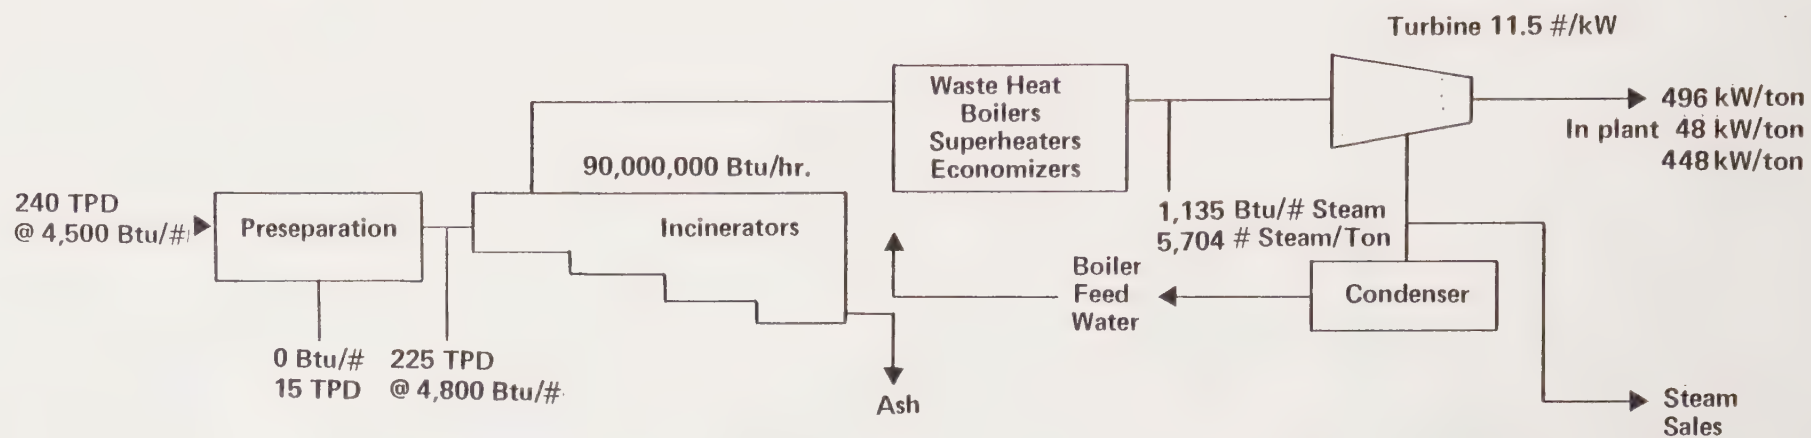 Turbine 11.5 #/kW
Waste Heat
Boilers
Superheaters
Economizers
496 kW/ton
In plant 48 kW/ton
448 kW/ton
90,000,000 Btu/hr.
240 TPD
@ 4,500 Btu/#
Preseparation
Incinerators
1,135 Btu/# Steam
5,704 # Steam/Ton
Boiler
Feed
Water
Condenser
0 Btu/#
15 TPD
225 TPD
@ 4,800 Btu/#
Ash
Steam
Sales